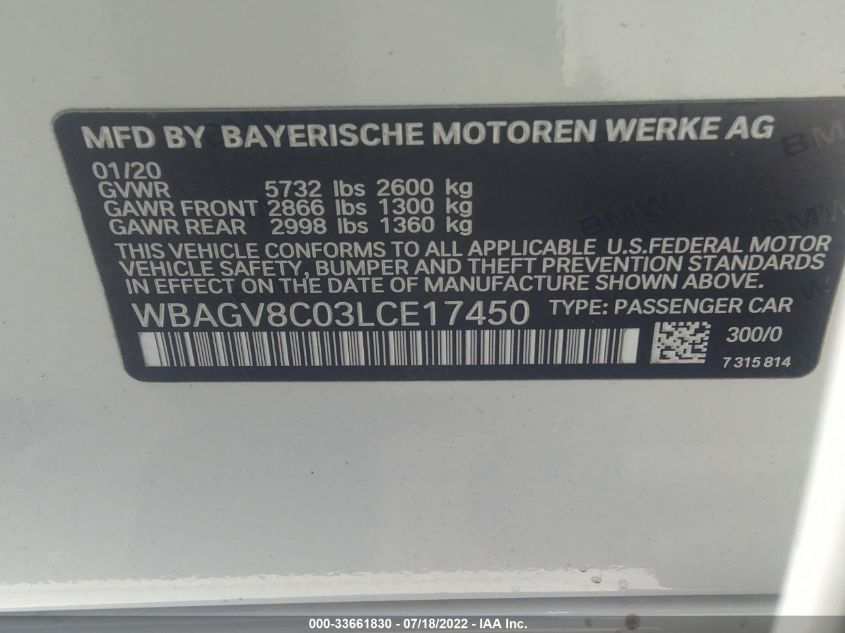 MFD BY BAYERISCHE MOTOREN WERKE AG
01/20
GVWR 5732 lbs 2600 kg
GAWR FRONT 2866 lbs 1300 kg
GAWR REAR 2998 lbs 1360 kg
THIS VEHICLE CONFORMS TO ALL APPLICABLE U.S.FEDERAL MOTOR
VEHICLE SAFETY, BUMPER AND THEFT PREVENTION STANDARDS
IN EFFECT ON THE DATE OF MANUFACTURE SHOWN ABOVE.
WBAGV8C03LCE17450 TYPE: PASSENGER CAR
300/0
7 315 814
BMW
BMW
BMW
000-33661830 - 07/18/2022 - IAA Inc.